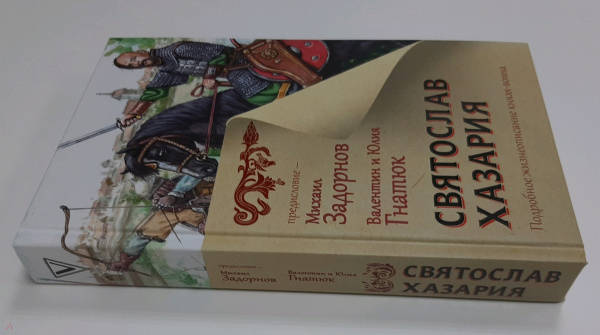 предисловие –
Михаил
Задорнов
Валентин и Юлия
Гнатюк
СВЯТОСЛАВ
ХАЗАРИЯ
Подробное жизнеописание князя-воина
предисловие –
Михаил
Задорнов
Валентин и Юлия
Гнатюк
СВЯТОСЛАВ
ХАЗАРИЯ